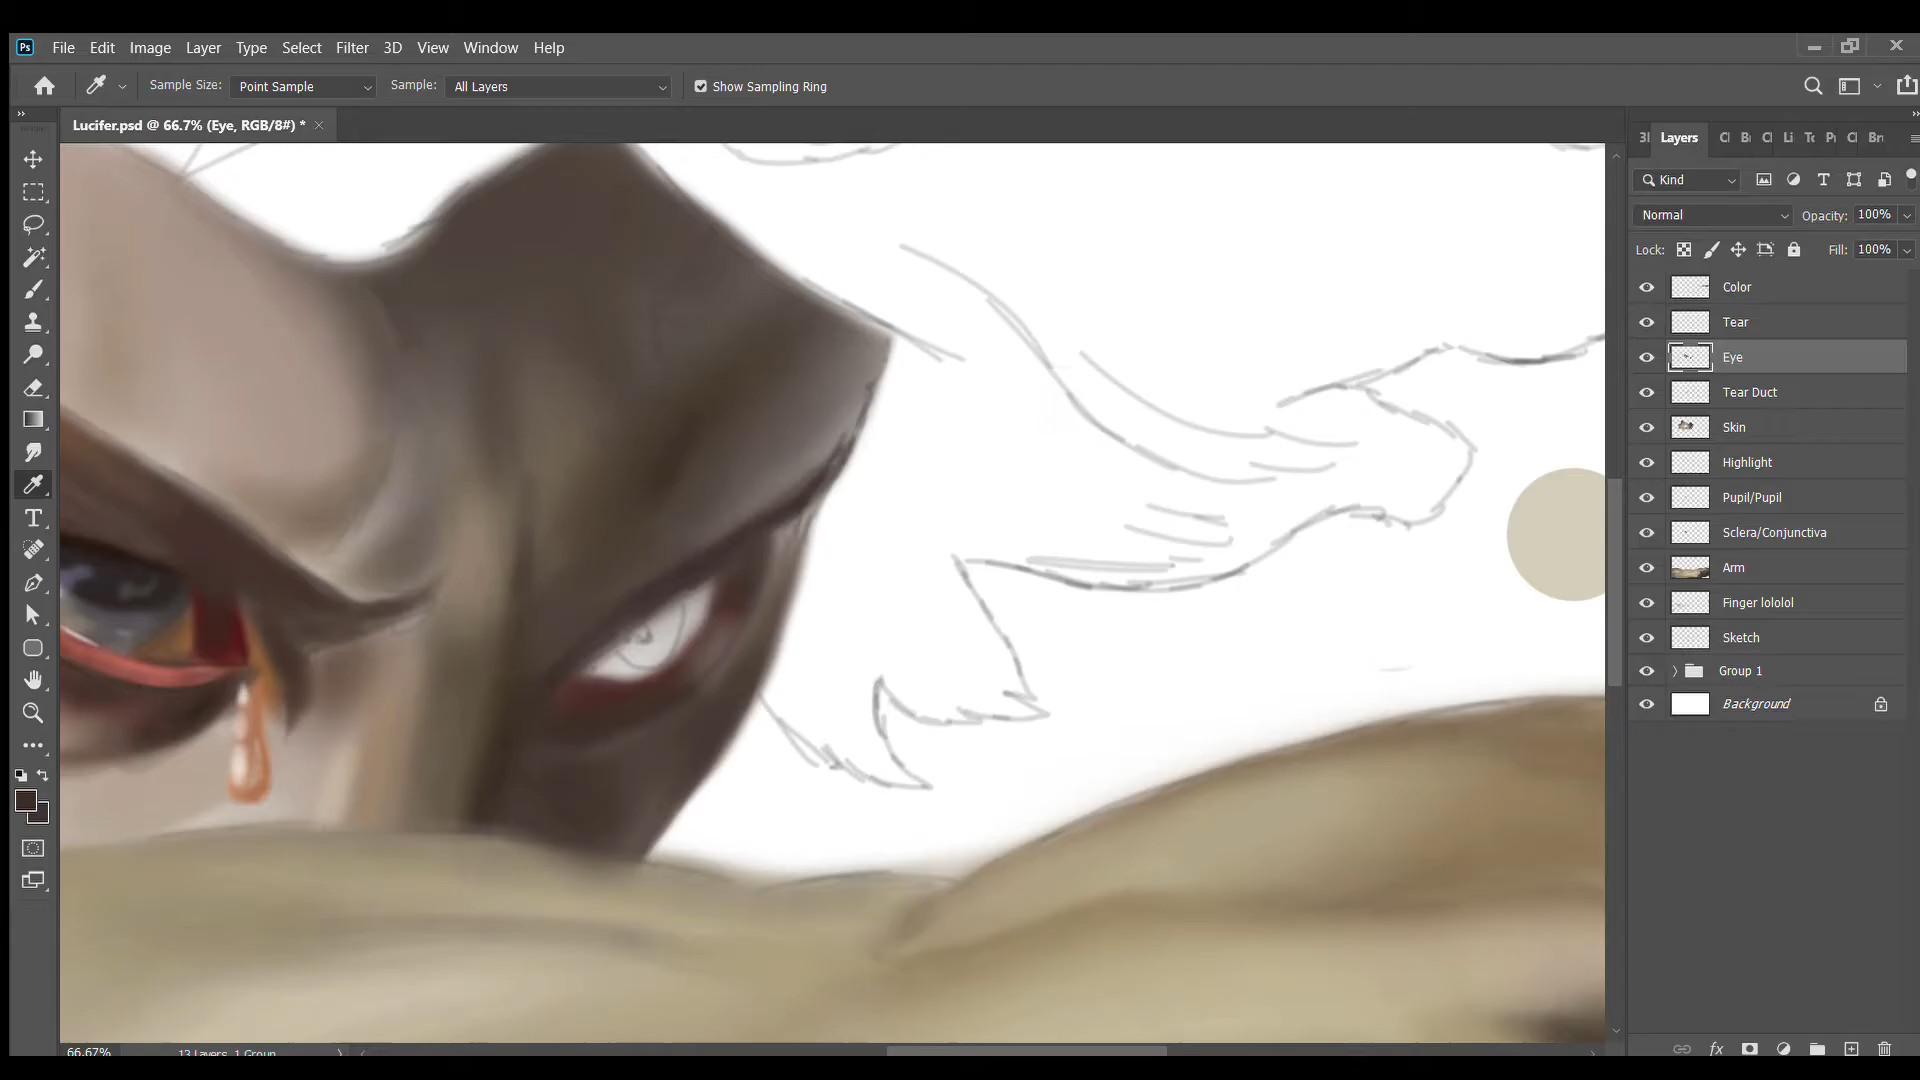 Ps File Edit Image Layer Type Select Filter 3D View Window Help
Sample Size: Point Sample Sample: All Layers Show Sampling Ring
Lucifer.psd @ 66.7% (Eye, RGB/8#) *
Layers
Kind
Normal Opacity: 100%
Lock: Fill: 100%
Color
Tear
Eye
Tear Duct
Skin
Highlight
Pupil/Pupil
Sclera/Conjunctiva
Arm
Finger lololol
Sketch
Group 1
Background
66.67% 13 Layers, 1 Group